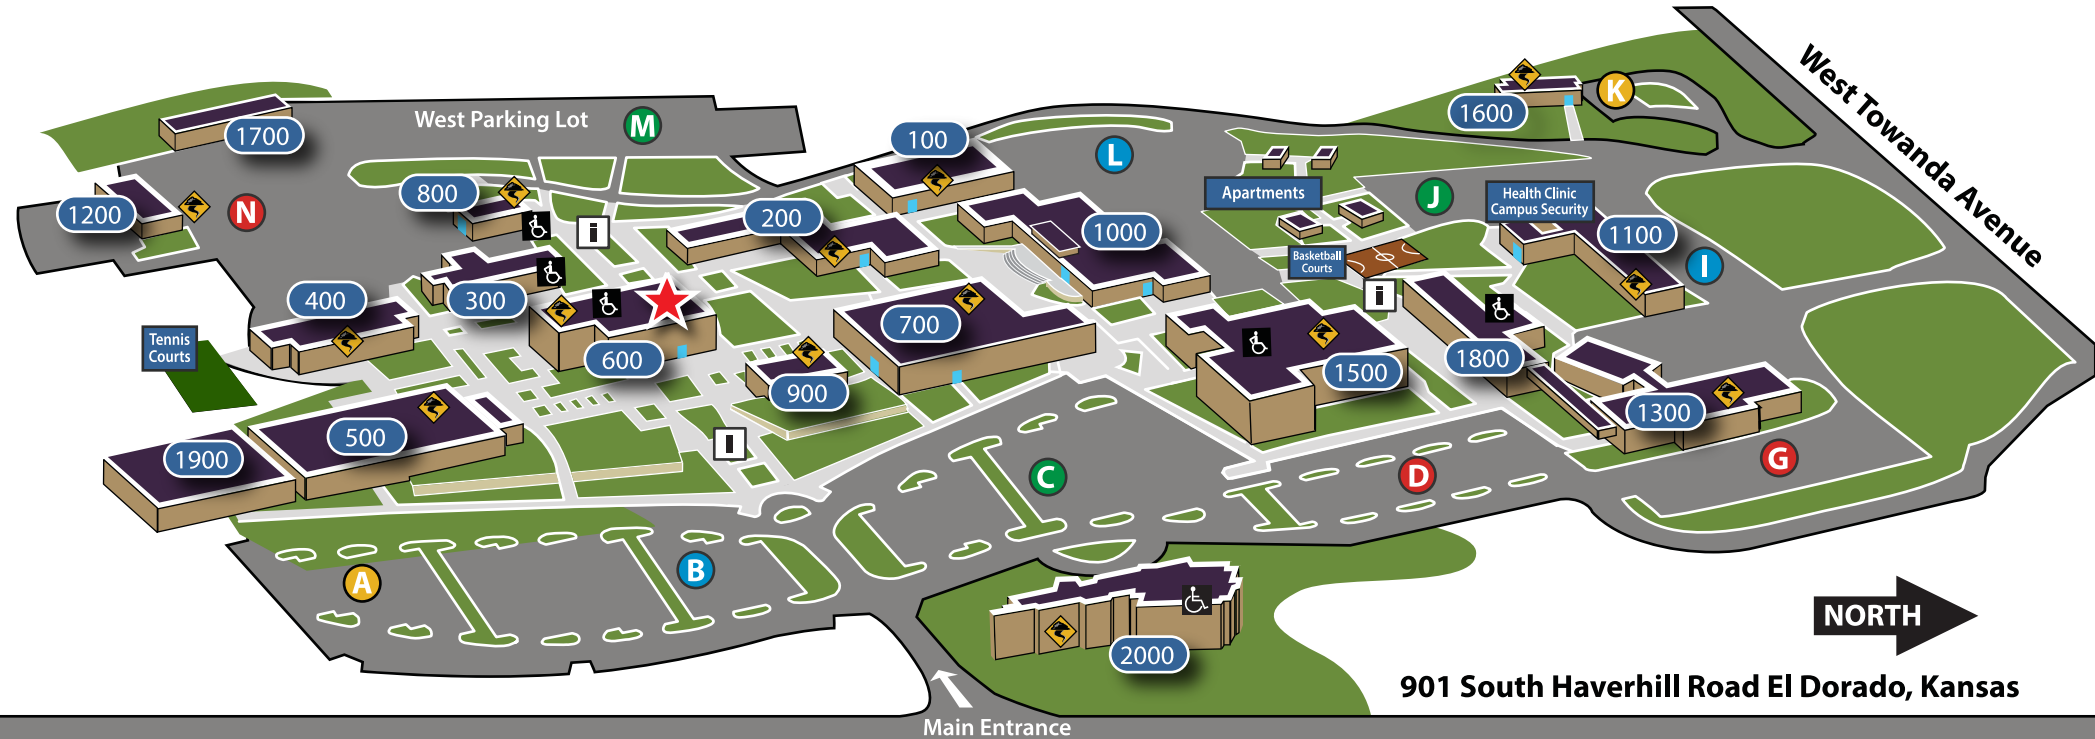 West Towanda Avenue
1600
K
1700
West Parking Lot
M
100
L
1200
N
800
200
1000
Apartments
J
Health Clinic
Campus Security
1100
I
i
Basketball
Courts
i
400
300
600
700
900
1500
1800
1300
Tennis
Courts
500
1900
I
C
D
G
A
B
2000
NORTH
901 South Haverhill Road El Dorado, Kansas
Main Entrance